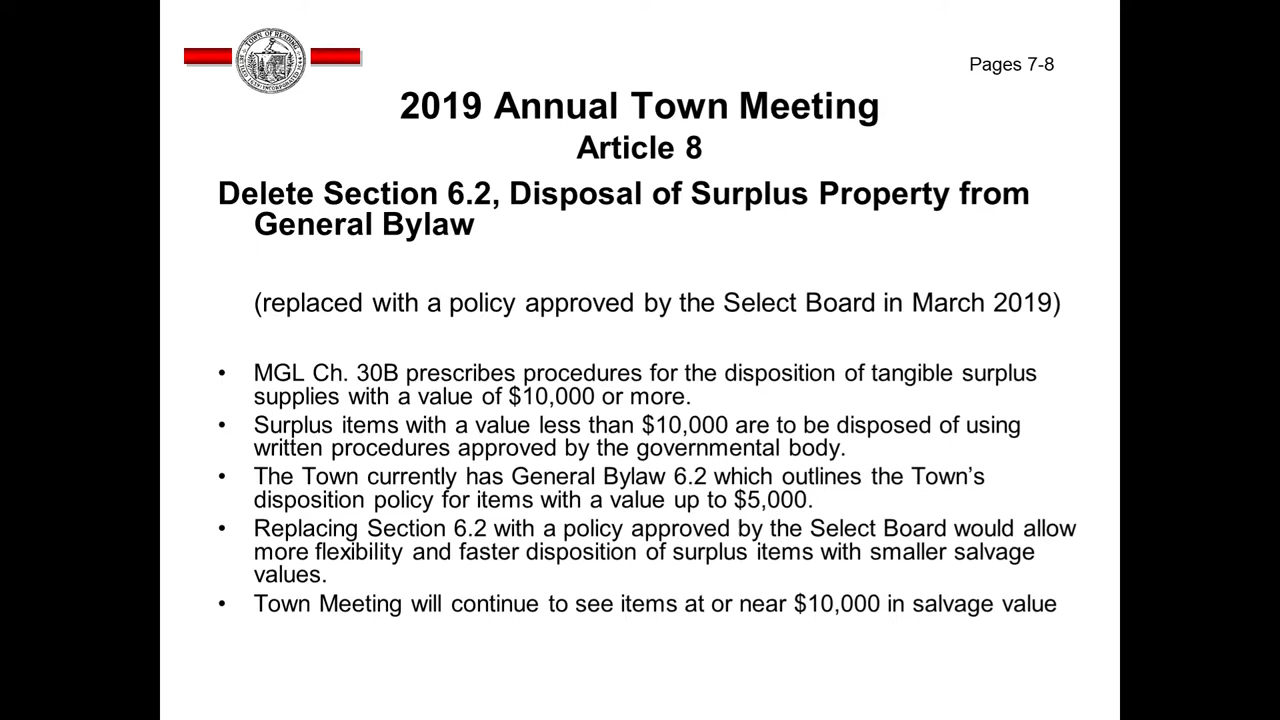 TOWN OF READING
Pages 7-8
2019 Annual Town Meeting
Article 8
Delete Section 6.2, Disposal of Surplus Property from
General Bylaw
(replaced with a policy approved by the Select Board in March 2019)
• MGL Ch. 30B prescribes procedures for the disposition of tangible surplus
supplies with a value of $10,000 or more.
• Surplus items with a value less than $10,000 are to be disposed of using
written procedures approved by the governmental body.
• The Town currently has General Bylaw 6.2 which outlines the Town’s
disposition policy for items with a value up to $5,000.
• Replacing Section 6.2 with a policy approved by the Select Board would allow
more flexibility and faster disposition of surplus items with smaller salvage
values.
• Town Meeting will continue to see items at or near $10,000 in salvage value